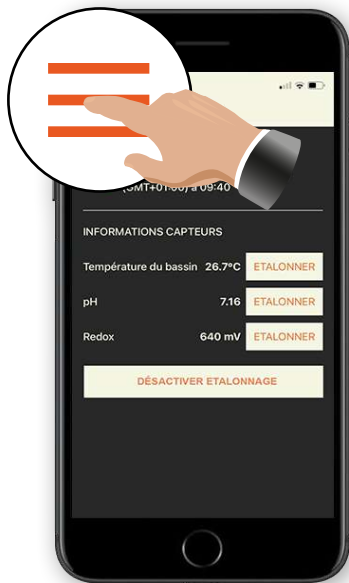 (GMT+01:00) à 09:40
INFORMATIONS CAPTEURS
Température du bassin 26.7°C ETALONNER
pH 7.16 ETALONNER
Redox 640 mV ETALONNER
DÉSACTIVER ETALONNAGE